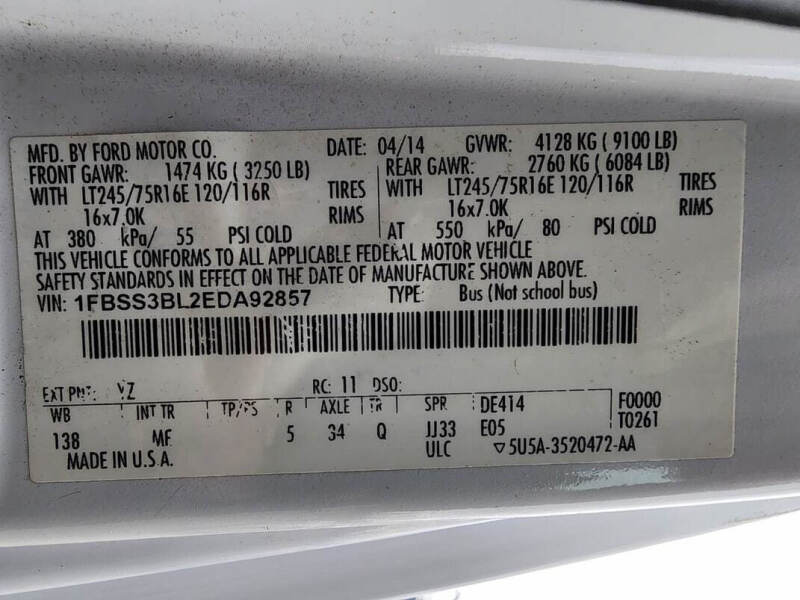 MFD. BY FORD MOTOR CO. DATE: 04/14 GVWR: 4128 KG ( 9100 LB)
FRONT GAWR: 1474 KG ( 3250 LB) REAR GAWR: 2760 KG ( 6084 LB)
WITH LT245/75R16E 120/116R TIRES WITH LT245/75R16E 120/116R TIRES
16x7.0K RIMS 16x7.0K RIMS
AT 380 kPa/ 55 PSI COLD AT 550 kPa/ 80 PSI COLD
THIS VEHICLE CONFORMS TO ALL APPLICABLE FEDERAL MOTOR VEHICLE
SAFETY STANDARDS IN EFFECT ON THE DATE OF MANUFACTURE SHOWN ABOVE.
VIN: 1FBSS3BL2EDA92857 TYPE: Bus (Not school bus)
EXT PNT: YZ RC: 11 DSO:
WB INT TR TP/PS R AXLE TR SPR DE414 F0000
138 MF 5 34 Q JJ33 E05 T0261
MADE IN U.S.A. ULC ▽5U5A-3520472-AA